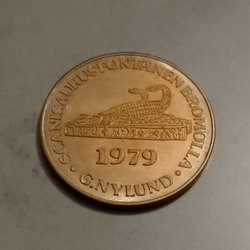 SCANISAURUSFONTÄNEN BROMÖLLA
1979
· G. NYLUND ·